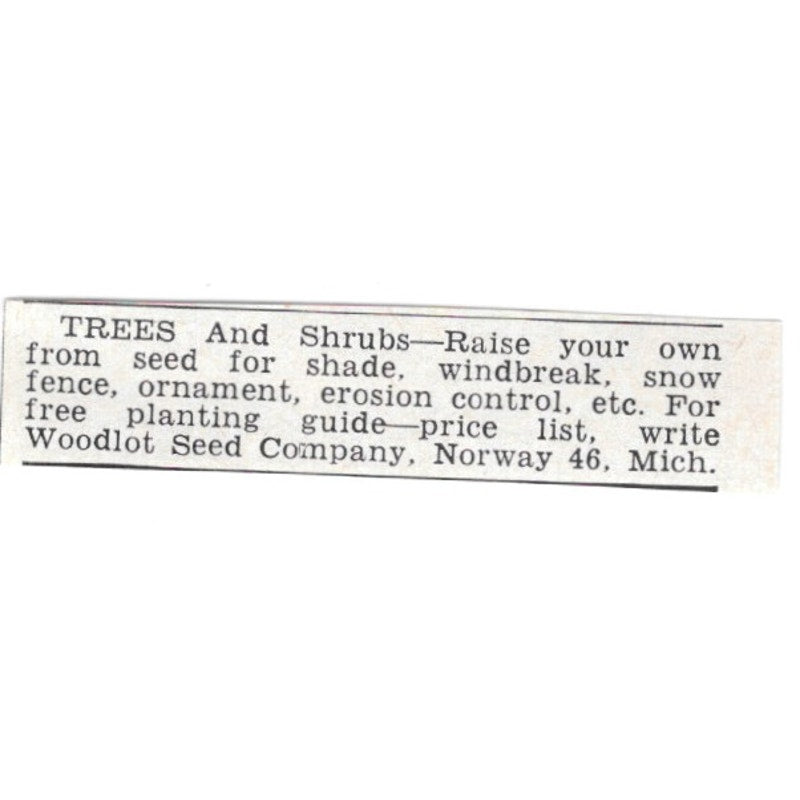 TREES And Shrubs—Raise your own
from seed for shade, windbreak, snow
fence, ornament, erosion control, etc. For
free planting guide—price list, write
Woodlot Seed Company, Norway 46, Mich.